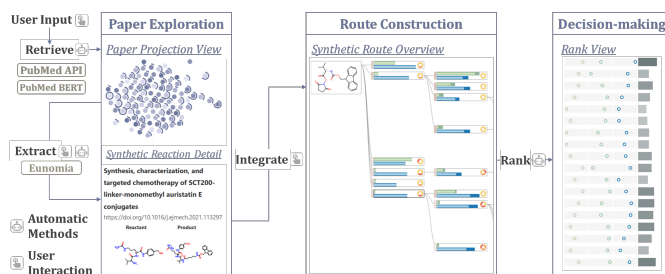 User Input
Retrieve
PubMed API
PubMed BERT
Extract
Eunomia
Automatic
Methods
User
Interaction
Paper Exploration
Paper Projection View
Synthetic Reaction Detail
Synthesis, characterization, and
targeted chemotherapy of SCT200-
linker-monomethyl auristatin E
conjugates
https://doi.org/10.1016/j.ejmech.2021.113297
Reactant Product
Integrate
Route Construction
Synthetic Route Overview
Rank
Decision-making
Rank View